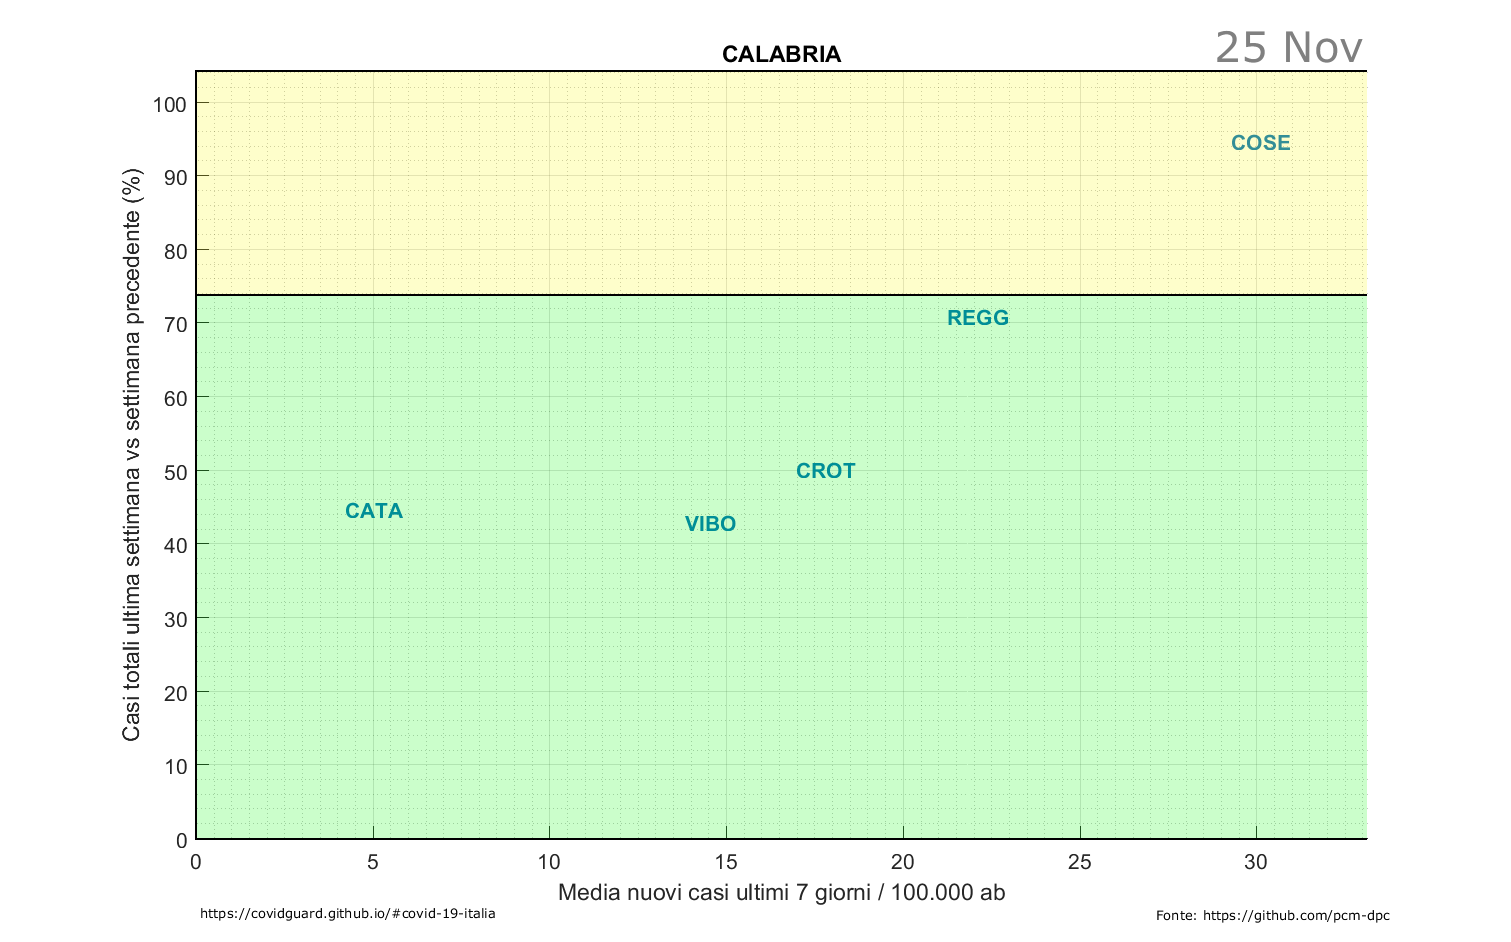 25 Nov
CALABRIA
Casi totali ultima settimana vs settimana precedente (%)
100
90
80
70
60
50
40
30
20
10
0
COSE
REGG
CROT
CATA
VIBO
0 5 10 15 20 25 30
Media nuovi casi ultimi 7 giorni / 100.000 ab
https://covidguard.github.io/#covid-19-italia
Fonte: https://github.com/pcm-dpc